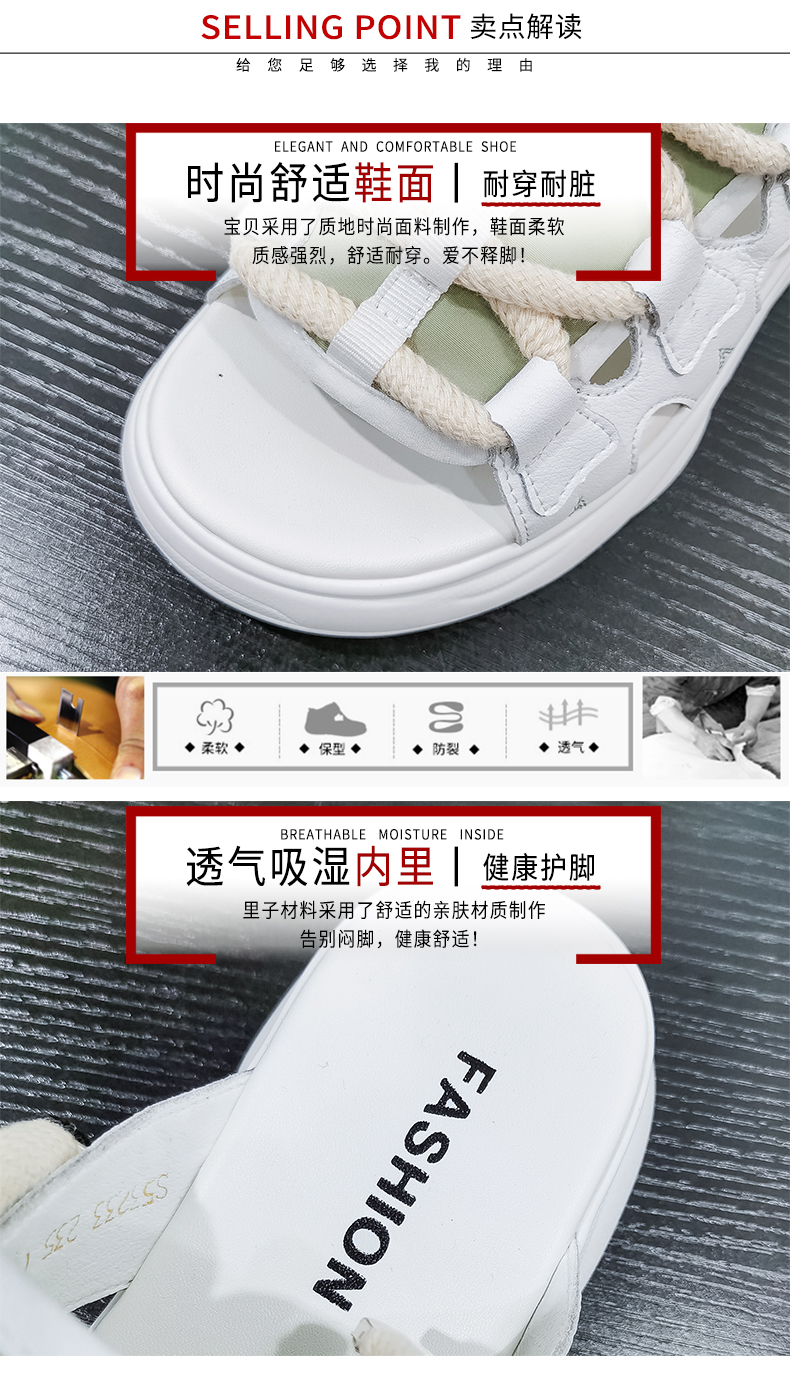 SELLING POINT 卖点解读
给您足够选择我的理由
ELEGANT AND COMFORTABLE SHOE
时尚舒适鞋面 | 耐穿耐脏
宝贝采用了质地时尚面料制作，鞋面柔软
质感强烈，舒适耐穿。爱不释脚！
◆ 柔软 ◆ ◆ 保型 ◆ ◆ 防裂 ◆ ◆ 透气 ◆
BREATHABLE MOISTURE INSIDE
透气吸湿内里 | 健康护脚
里子材料采用了舒适的亲肤材质制作
告别闷脚，健康舒适！
FASHION